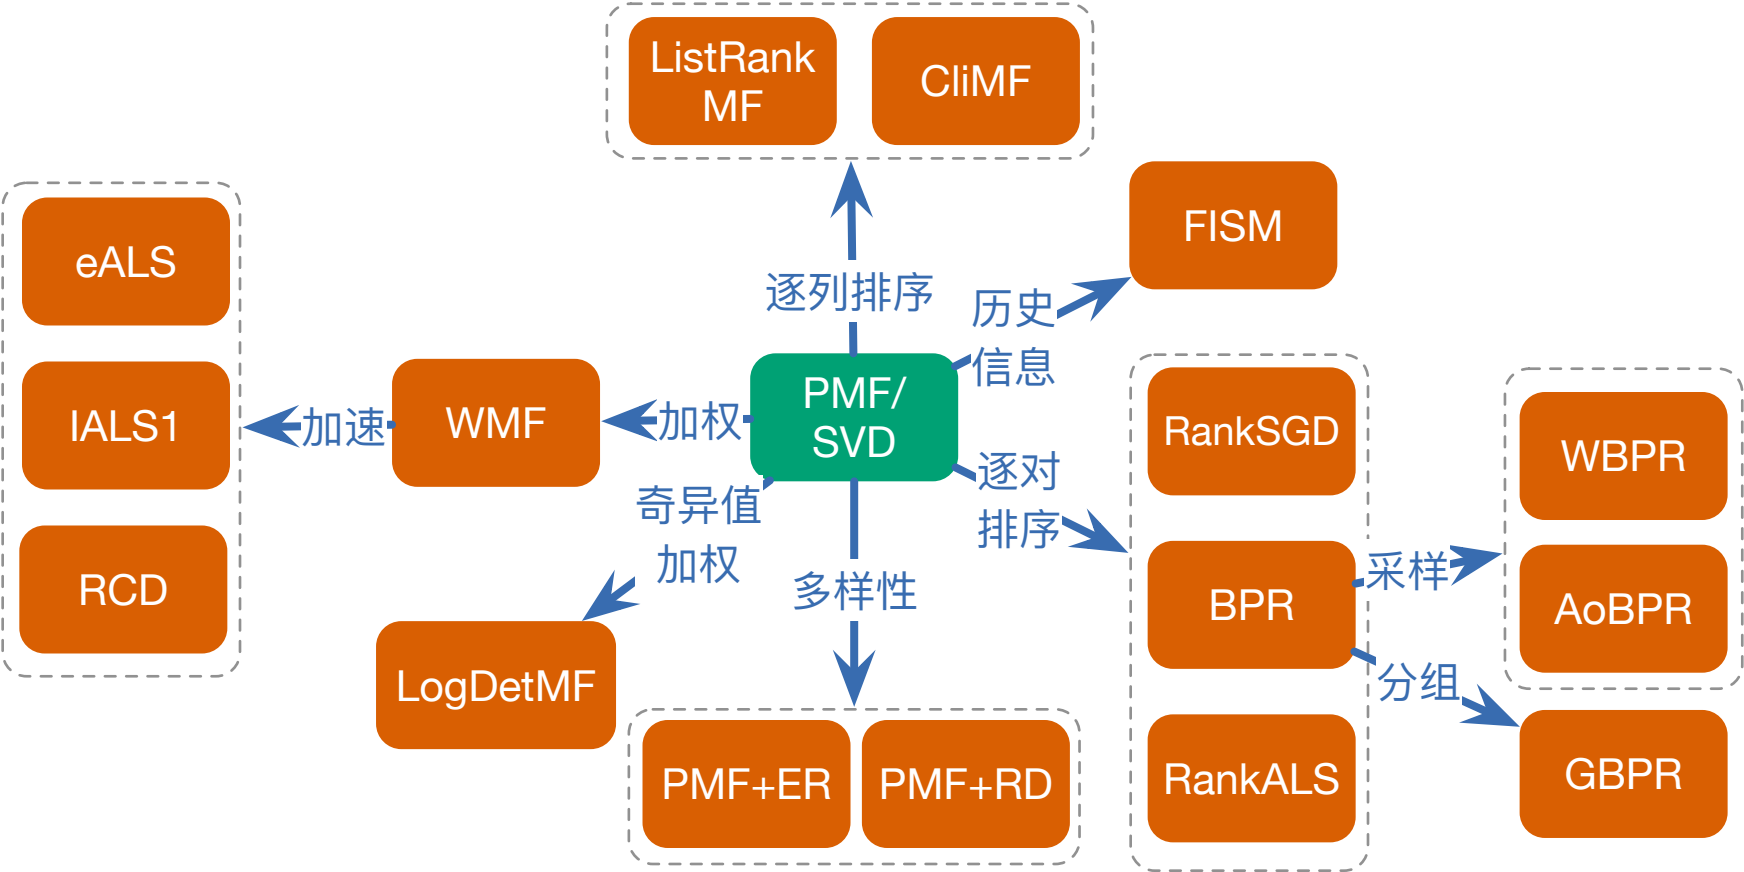 ListRank
MF
CliMF
eALS
IALS1
RCD
加速
WMF
加权
PMF/
SVD
逐列排序
历史
信息
FISM
奇异值
加权
LogDetMF
多样性
PMF+ER
PMF+RD
逐对
排序
RankSGD
BPR
RankALS
采样
WBPR
AoBPR
分组
GBPR